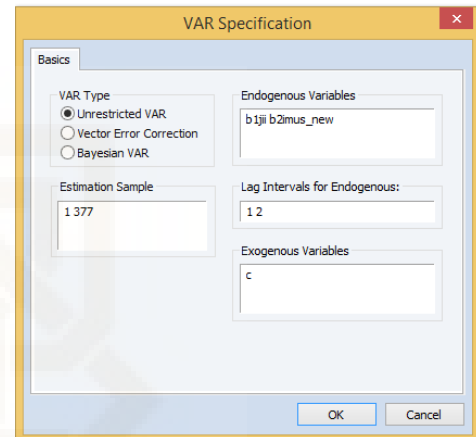 VAR Specification
Basics
VAR Type
Unrestricted VAR
Vector Error Correction
Bayesian VAR
Estimation Sample
1 377
Endogenous Variables
b1jii b2imus_new
Lag Intervals for Endogenous:
1 2
Exogenous Variables
c
OK
Cancel